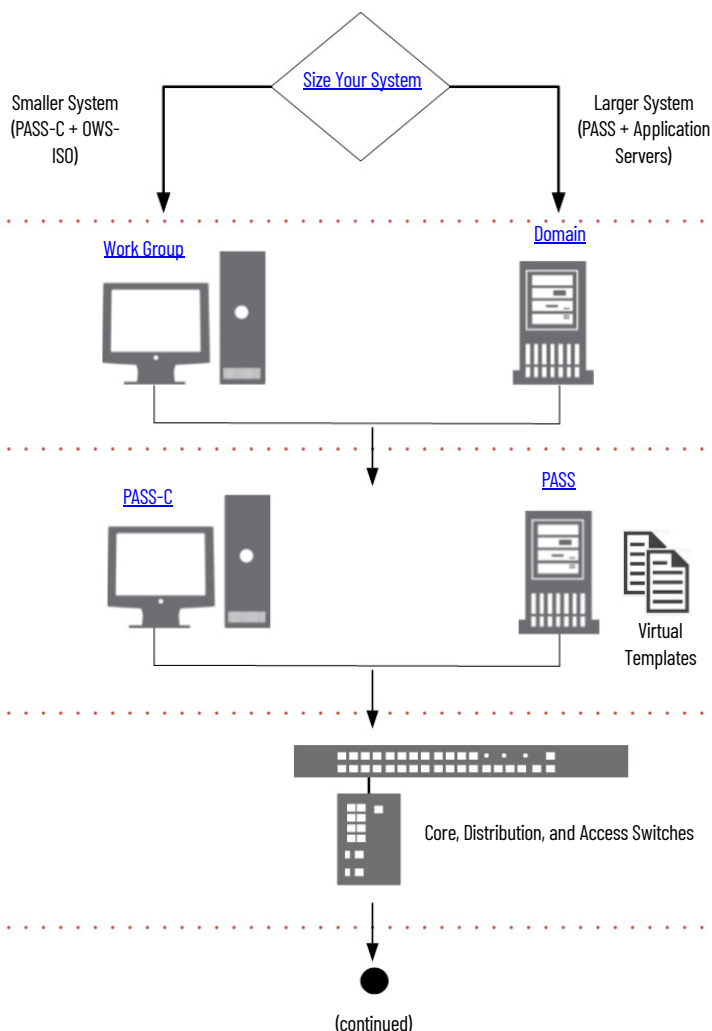 Size Your System
Smaller System
(PASS-C + OWS-
ISO)
Larger System
(PASS + Application
Servers)
Work Group
Domain
PASS-C
PASS
Virtual
Templates
Core, Distribution, and Access Switches
(continued)